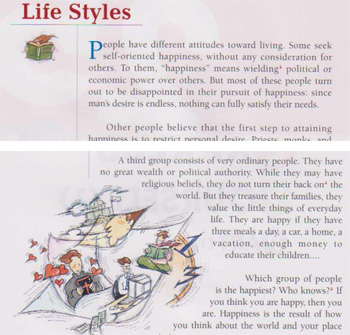 Life Styles
People have different attitudes toward living. Some seek
self-oriented happiness, without any consideration for
others. To them, "happiness" means wielding⁴ political or
economic power over others. But most of these people turn
out to be disappointed in their pursuit of happiness: since
man's desire is endless, nothing can fully satisfy their needs.
Other people believe that the first step to attaining
happiness is to restrict personal desire. Priests, monks, and
A third group consists of very ordinary people. They have
no great wealth or political authority. While they may have
religious beliefs, they do not turn their back on⁴ the
world. But they treasure their families, they
value the little things of everyday
life. They are happy if they have
three meals a day, a car, a home, a
vacation, enough money to
educate their children....
Which group of people
is the happiest? Who knows?⁴ If
you think you are happy, then you
are. Happiness is the result of how
you think about the world and your place